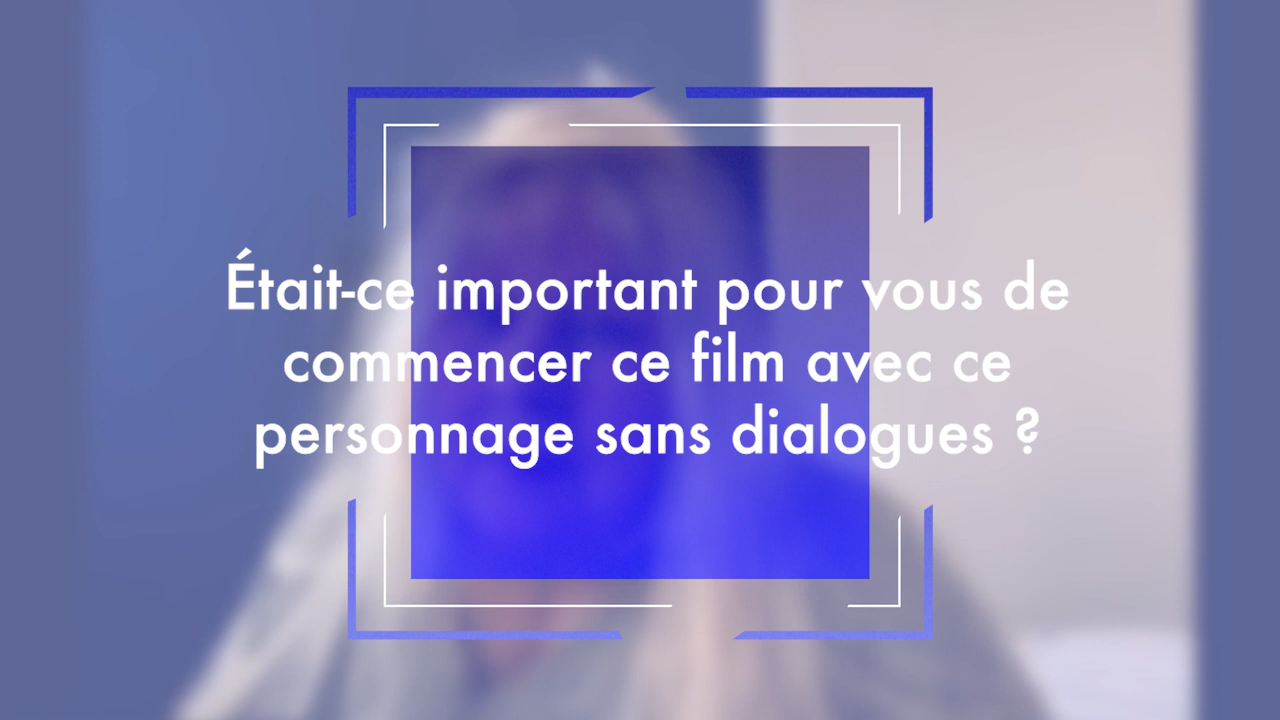 Était-ce important pour vous de
commencer ce film avec ce
personnage sans dialogues ?